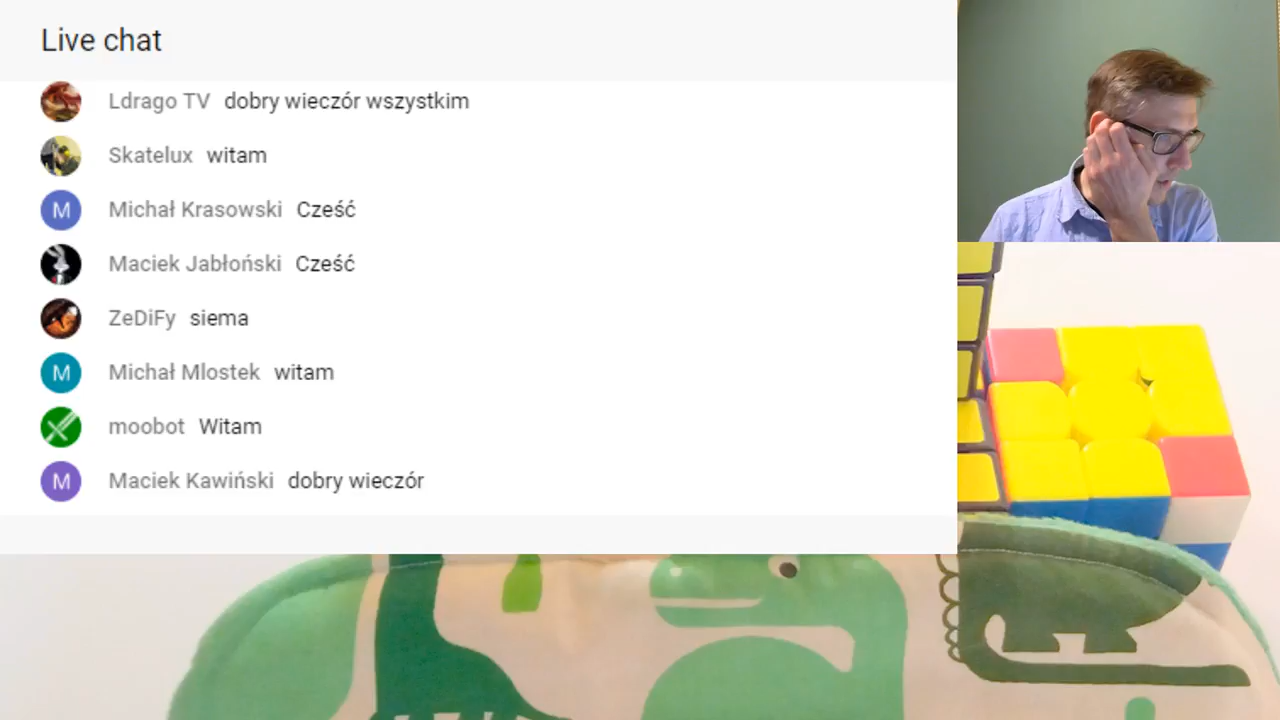 Live chat
Ldrago TV dobry wieczór wszystkim
Skatelux witam
M Michał Krasowski Cześć
Maciek Jabłoński Cześć
ZeDiFy siema
M Michał Mlostek witam
moobot Witam
M Maciek Kawiński dobry wieczór